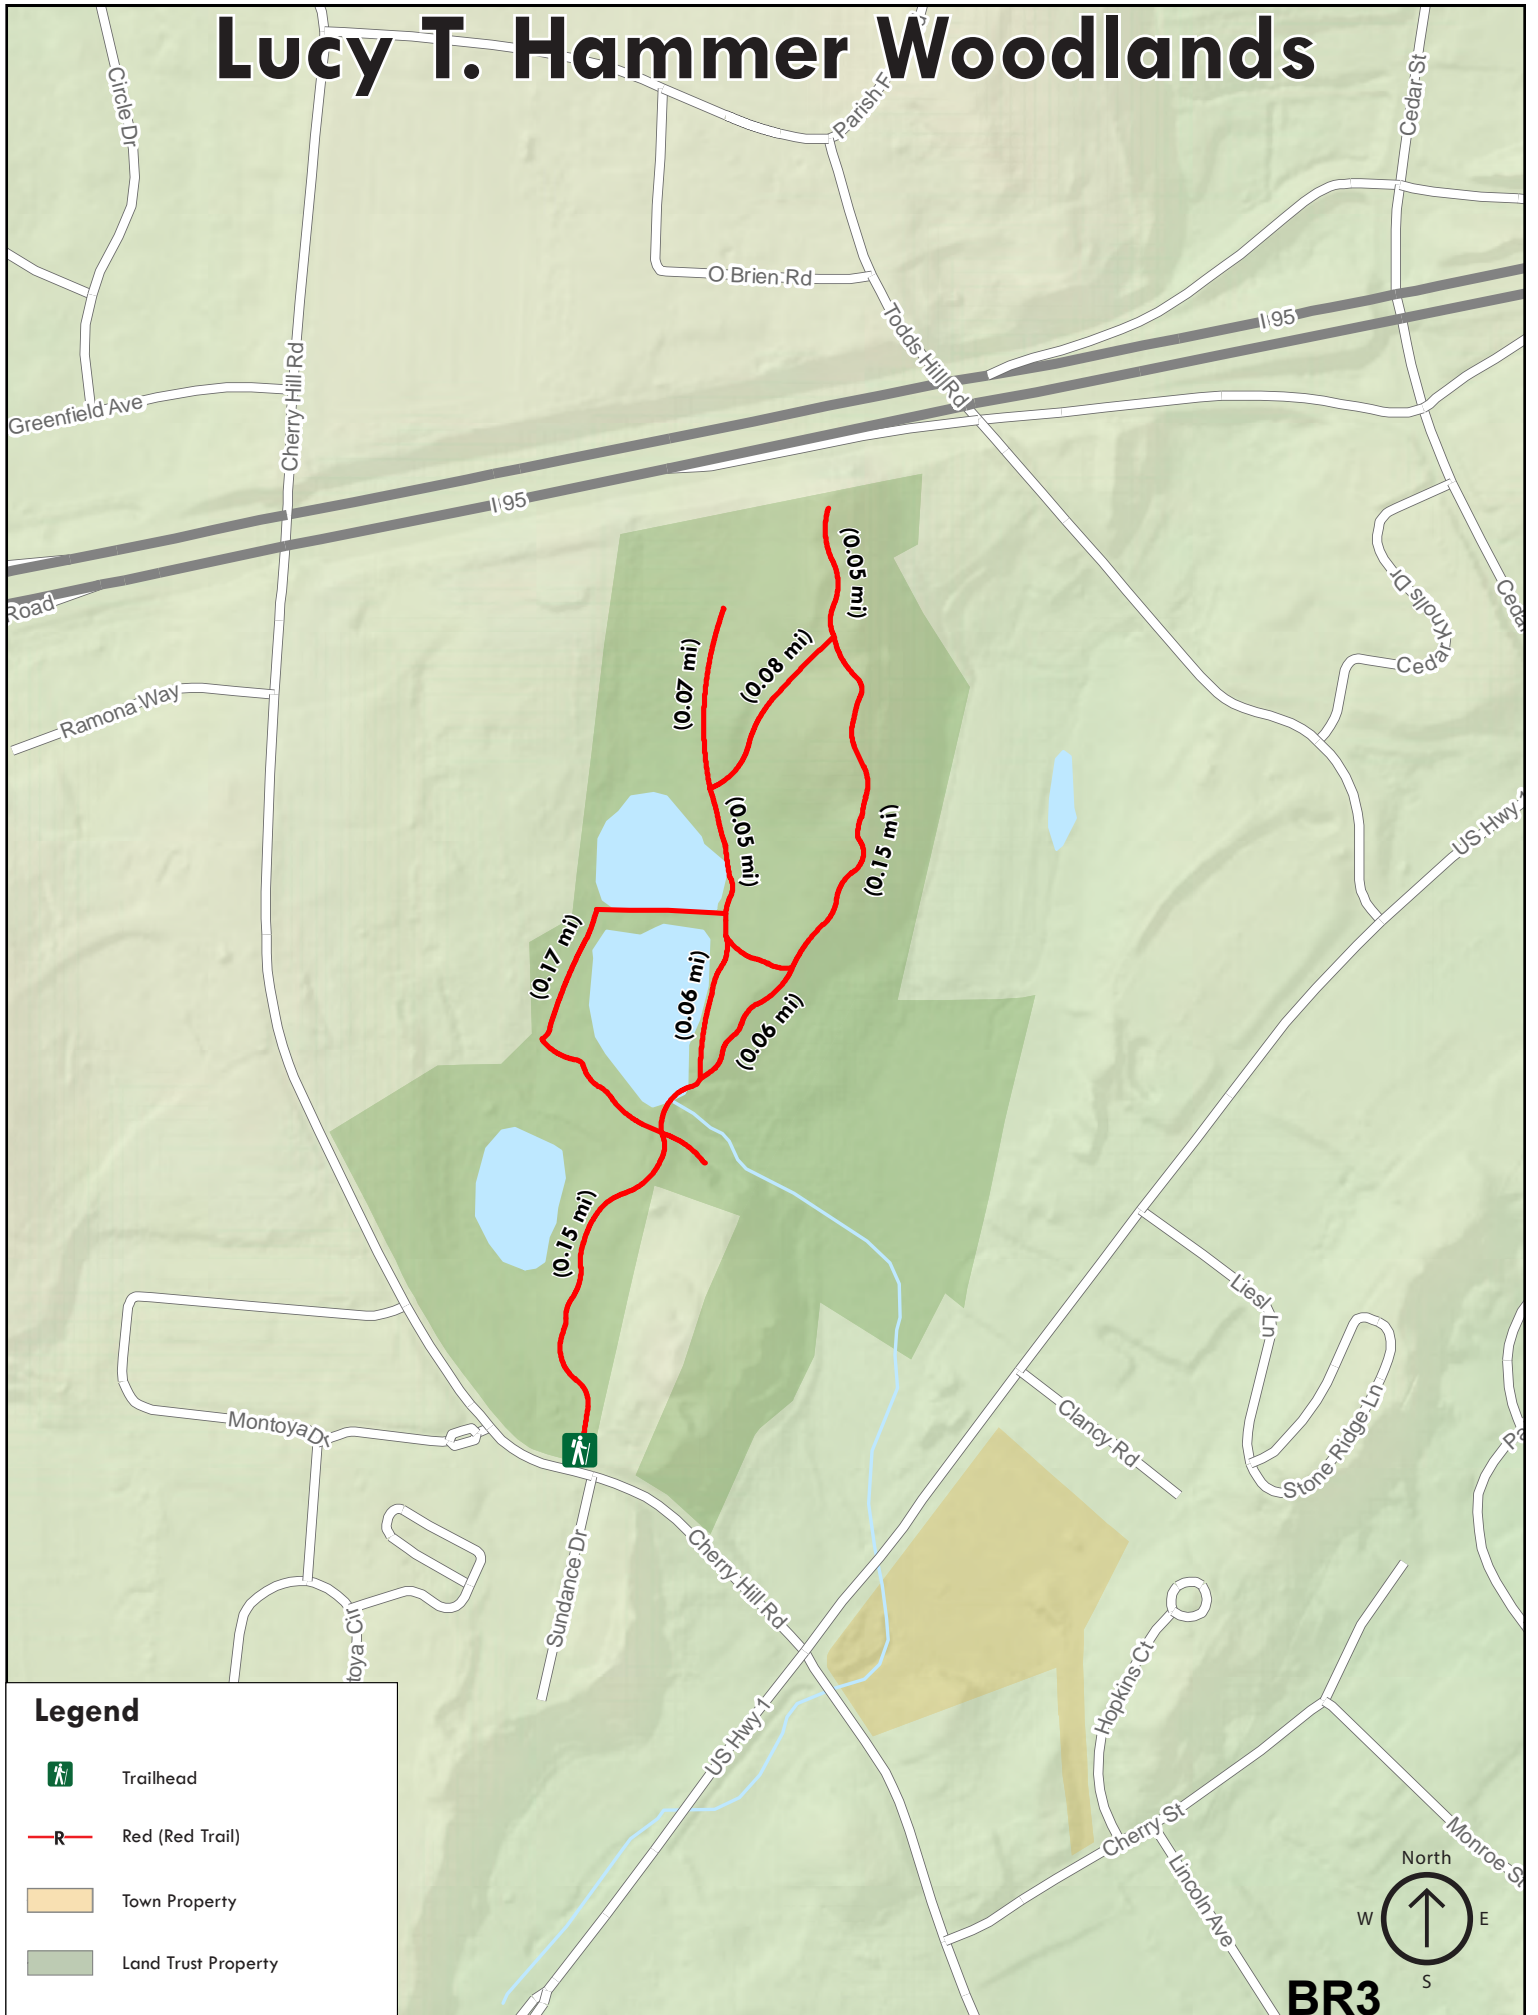 Lucy T. Hammer Woodlands
Circle Dr
Cedar St
Parish F
O Brien Rd
Todds Hill Rd
I 95
Cherry Hill Rd
Greenfield Ave
I 95
(0.05 mi)
Cedar Knolls Dr
Road
(0.07 mi)
(0.08 mi)
Ramona Way
(0.05 mi)
(0.15 mi)
US Hwy 1
(0.17 mi)
(0.06 mi)
(0.06 mi)
(0.15 mi)
Liesl Ln
Montoya Dr
Clancy Rd
Stone Ridge Ln
Cherry Hill Rd
Sundance Dr
toya Cir
Hopkins Ct
US Hwy 1
Cherry St
Monroe St
Lincoln Ave
Legend
Trailhead
R
Red (Red Trail)
Town Property
Land Trust Property
North
W
E
S
BR3